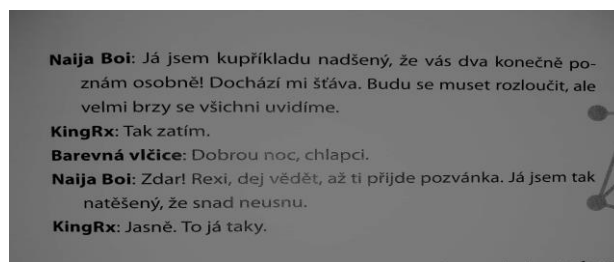 Naija Boi: Já jsem kupříkladu nadšený, že vás dva konečně po-
znám osobně! Dochází mi šťáva. Budu se muset rozloučit, ale
velmi brzy se všichni uvidíme.
KingRx: Tak zatím.
Barevná vlčice: Dobrou noc, chlapci.
Naija Boi: Zdar! Rexi, dej vědět, až ti přijde pozvánka. Já jsem tak
natěšený, že snad neusnu.
KingRx: Jasně. To já taky.